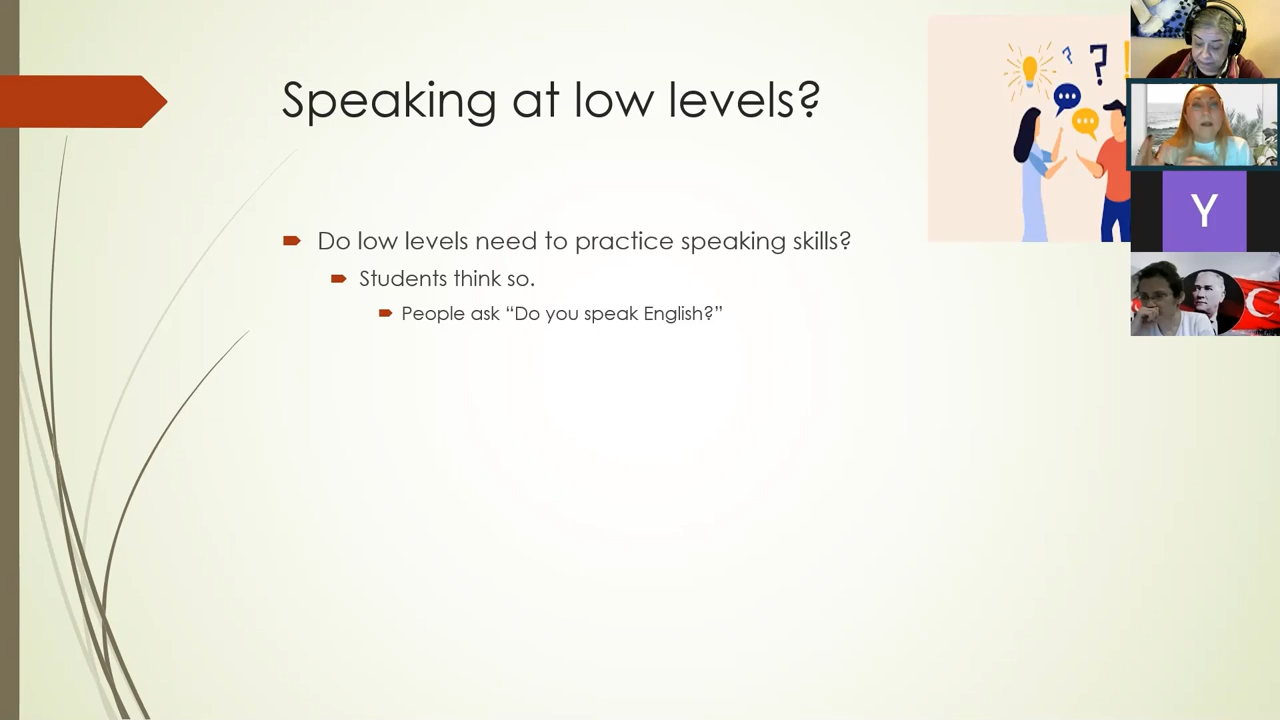 Speaking at low levels?
Do low levels need to practice speaking skills?
Students think so.
People ask “Do you speak English?”
? ?
Y